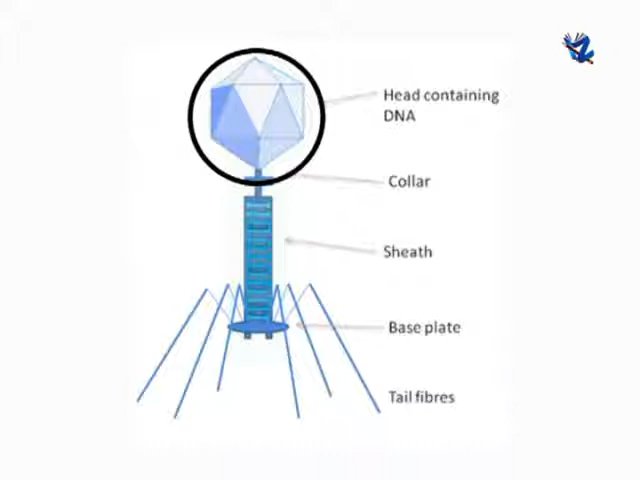 Head containing
DNA
Collar
Sheath
Base plate
Tail fibres